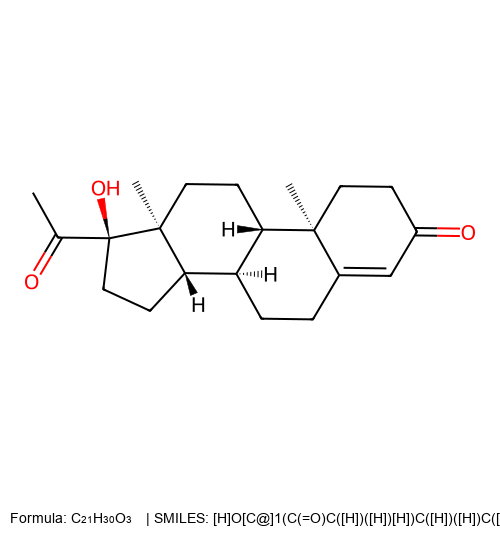 OH
H
H
O
O
H
Formula: C₂₁H₃₀O₃ | SMILES: [H]O[C@]1(C(=O)C([H])([H])[H])C([H])([H])C([